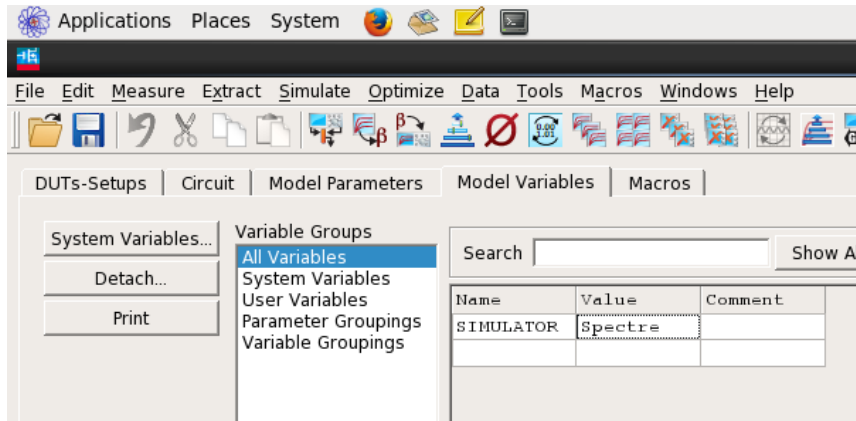 Applications Places System
File Edit Measure Extract Simulate Optimize Data Tools Macros Windows Help
DUTs-Setups Circuit Model Parameters Model Variables Macros
System Variables...
Detach...
Print
Variable Groups
All Variables
System Variables
User Variables
Parameter Groupings
Variable Groupings
Search Show A
Name Value Comment
SIMULATOR Spectre